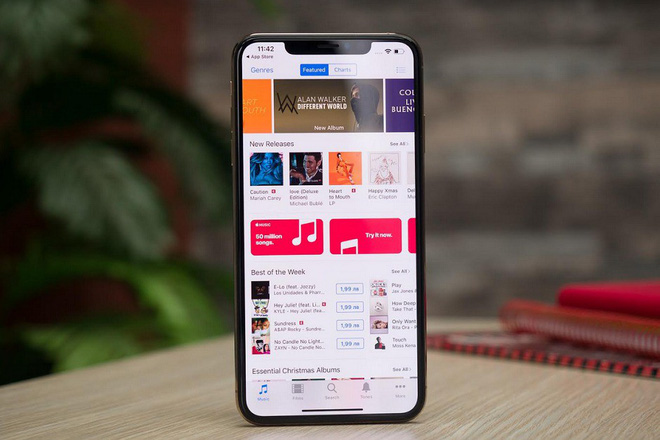 11:42
App Store
Genres
Featured
Charts
ART
OUTH
ALAN WALKER
DIFFERENT WORLD
New Album
COL
LIV
BUEN
New Releases
See All
Caution
Mariah Carey
love (Deluxe
Edition)
Michael Bublé
Heart
to Mouth
LP
Happy Xmas
Eric Clapton
MUSIC
50 million
songs.
Try it now.
Best of the Week
See All
E-Lo (feat. Jozzy)
Los Unidades & Pharr...
1,99 лв
Hey Julie! (feat. Li...
KYLE - Hey Julie! (fe...
1,99 лв
Sundress
A$AP Rocky - Sundre...
1,99 лв
No Candle No Light...
ZAYN - No Candle No...
1,99 лв
Play
Jax Jones
How Deep
Take That
Only Want
Rita Ora
Touch
Essential Christmas Albums
See All
Music
Films
Search
Tones
More